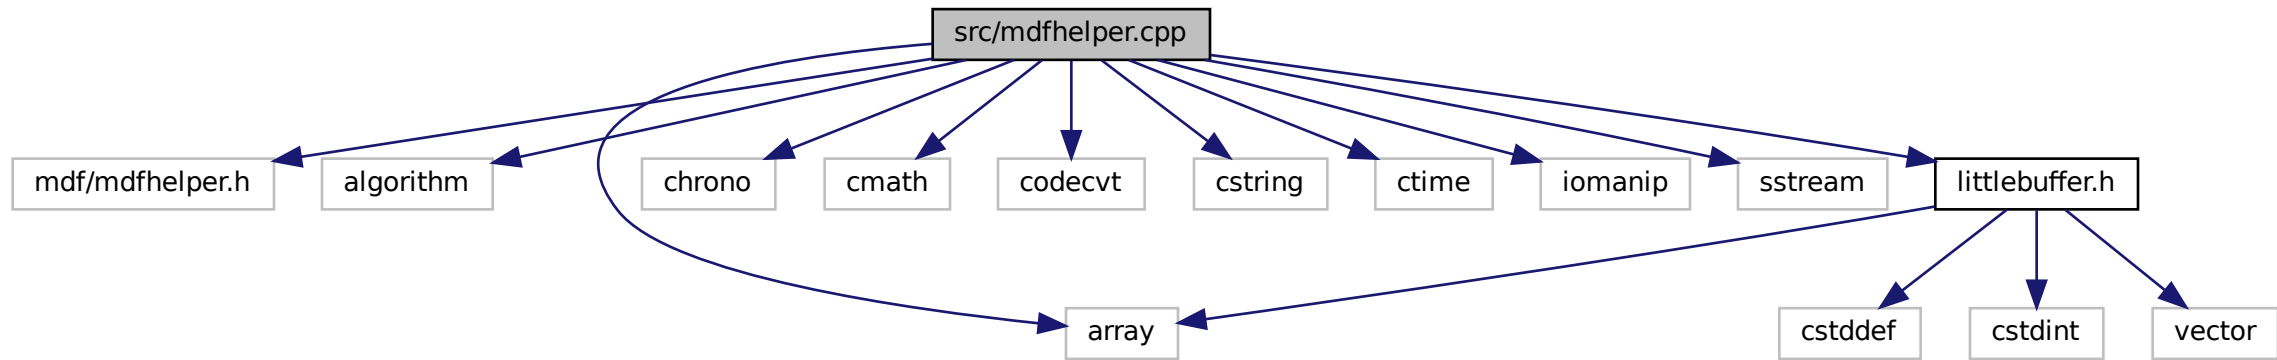 src/mdfhelper.cpp
mdf/mdfhelper.h
algorithm
chrono
cmath
codecvt
cstring
ctime
iomanip
sstream
littlebuffer.h
array
cstddef
cstdint
vector